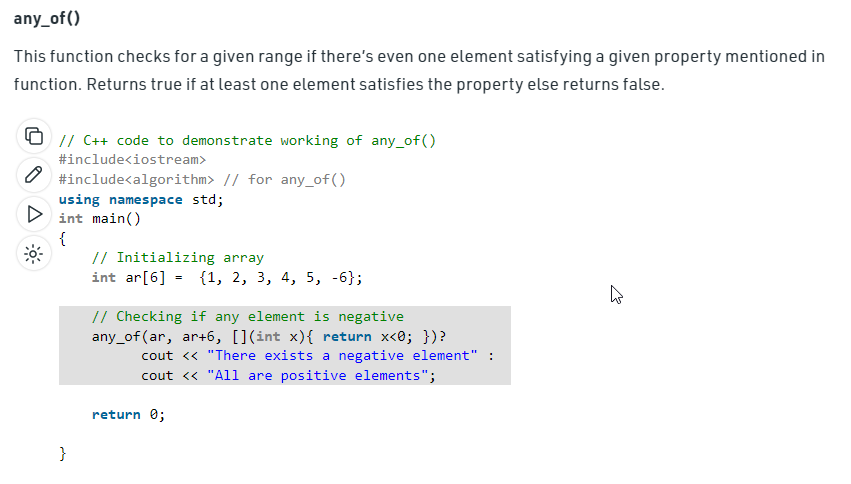 any_of()
This function checks for a given range if there's even one element satisfying a given property mentioned in
function. Returns true if at least one element satisfies the property else returns false.
// C++ code to demonstrate working of any_of()
#include<iostream>
#include<algorithm> // for any_of()
using namespace std;
int main()
{
    // Initializing array
    int ar[6] =  {1, 2, 3, 4, 5, -6};
    // Checking if any element is negative
    any_of(ar, ar+6, [](int x){ return x<0; })?
          cout << "There exists a negative element" :
          cout << "All are positive elements";
    return 0;
}